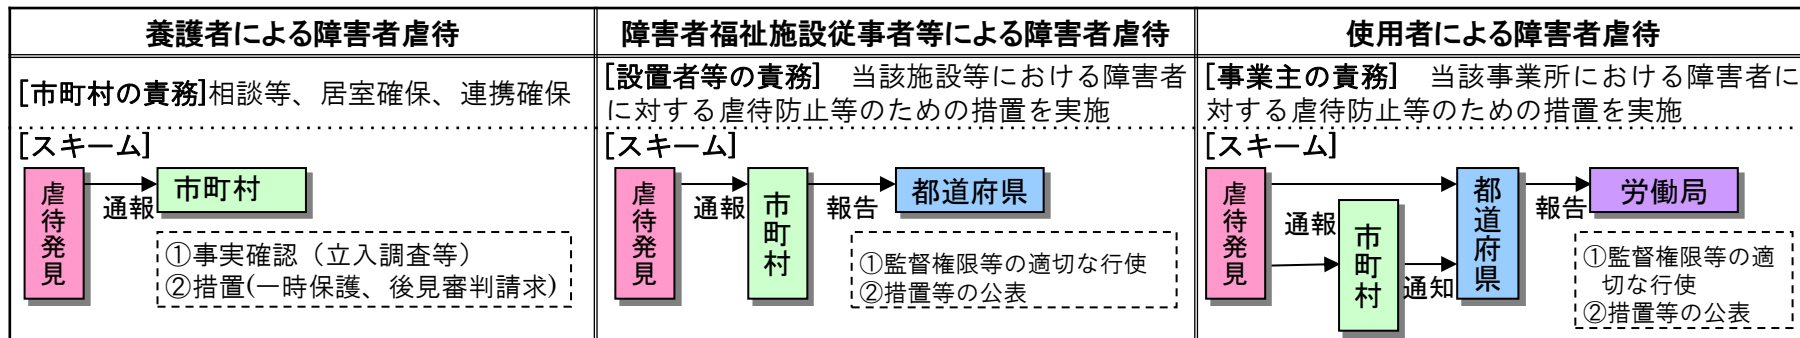 養護者による障害者虐待
[市町村の責務]相談等、居室確保、連携確保
[スキーム]
虐待発見
通報
市町村
①事実確認（立入調査等）
②措置(一時保護、後見審判請求)
障害者福祉施設従事者等による障害者虐待
[設置者等の責務]　当該施設等における障害者
に対する虐待防止等のための措置を実施
[スキーム]
虐待発見
通報
市町村
報告
都道府県
①監督権限等の適切な行使
②措置等の公表
使用者による障害者虐待
[事業主の責務]　当該事業所における障害者に
対する虐待防止等のための措置を実施
[スキーム]
虐待発見
通報
市町村
通知
都道府県
報告
労働局
①監督権限等の適
切な行使
②措置等の公表